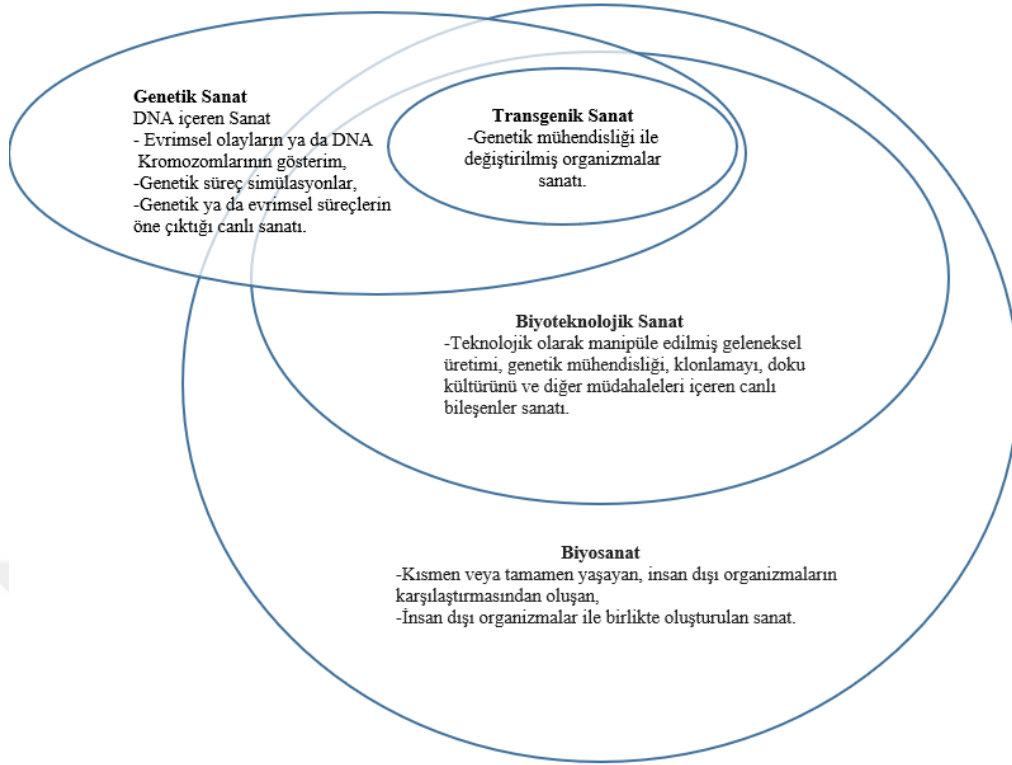 Genetik Sanat
DNA içeren Sanat
- Evrimsel olayların ya da DNA
Kromozomlarının gösterim,
-Genetik süreç simülasyonlar,
-Genetik ya da evrimsel süreçlerin
öne çıktığı canlı sanatı.
Transgenik Sanat
-Genetik mühendisliği ile
değiştirilmiş organizmalar
sanatı.
Biyoteknolojik Sanat
-Teknolojik olarak manipüle edilmiş geleneksel
üretimi, genetik mühendisliği, klonlamayı, doku
kültürünü ve diğer müdahaleleri içeren canlı
bileşenler sanatı.
Biyosanat
-Kısmen veya tamamen yaşayan, insan dışı organizmaların
karşılaştırmasından oluşan,
-İnsan dışı organizmalar ile birlikte oluşturulan sanat.